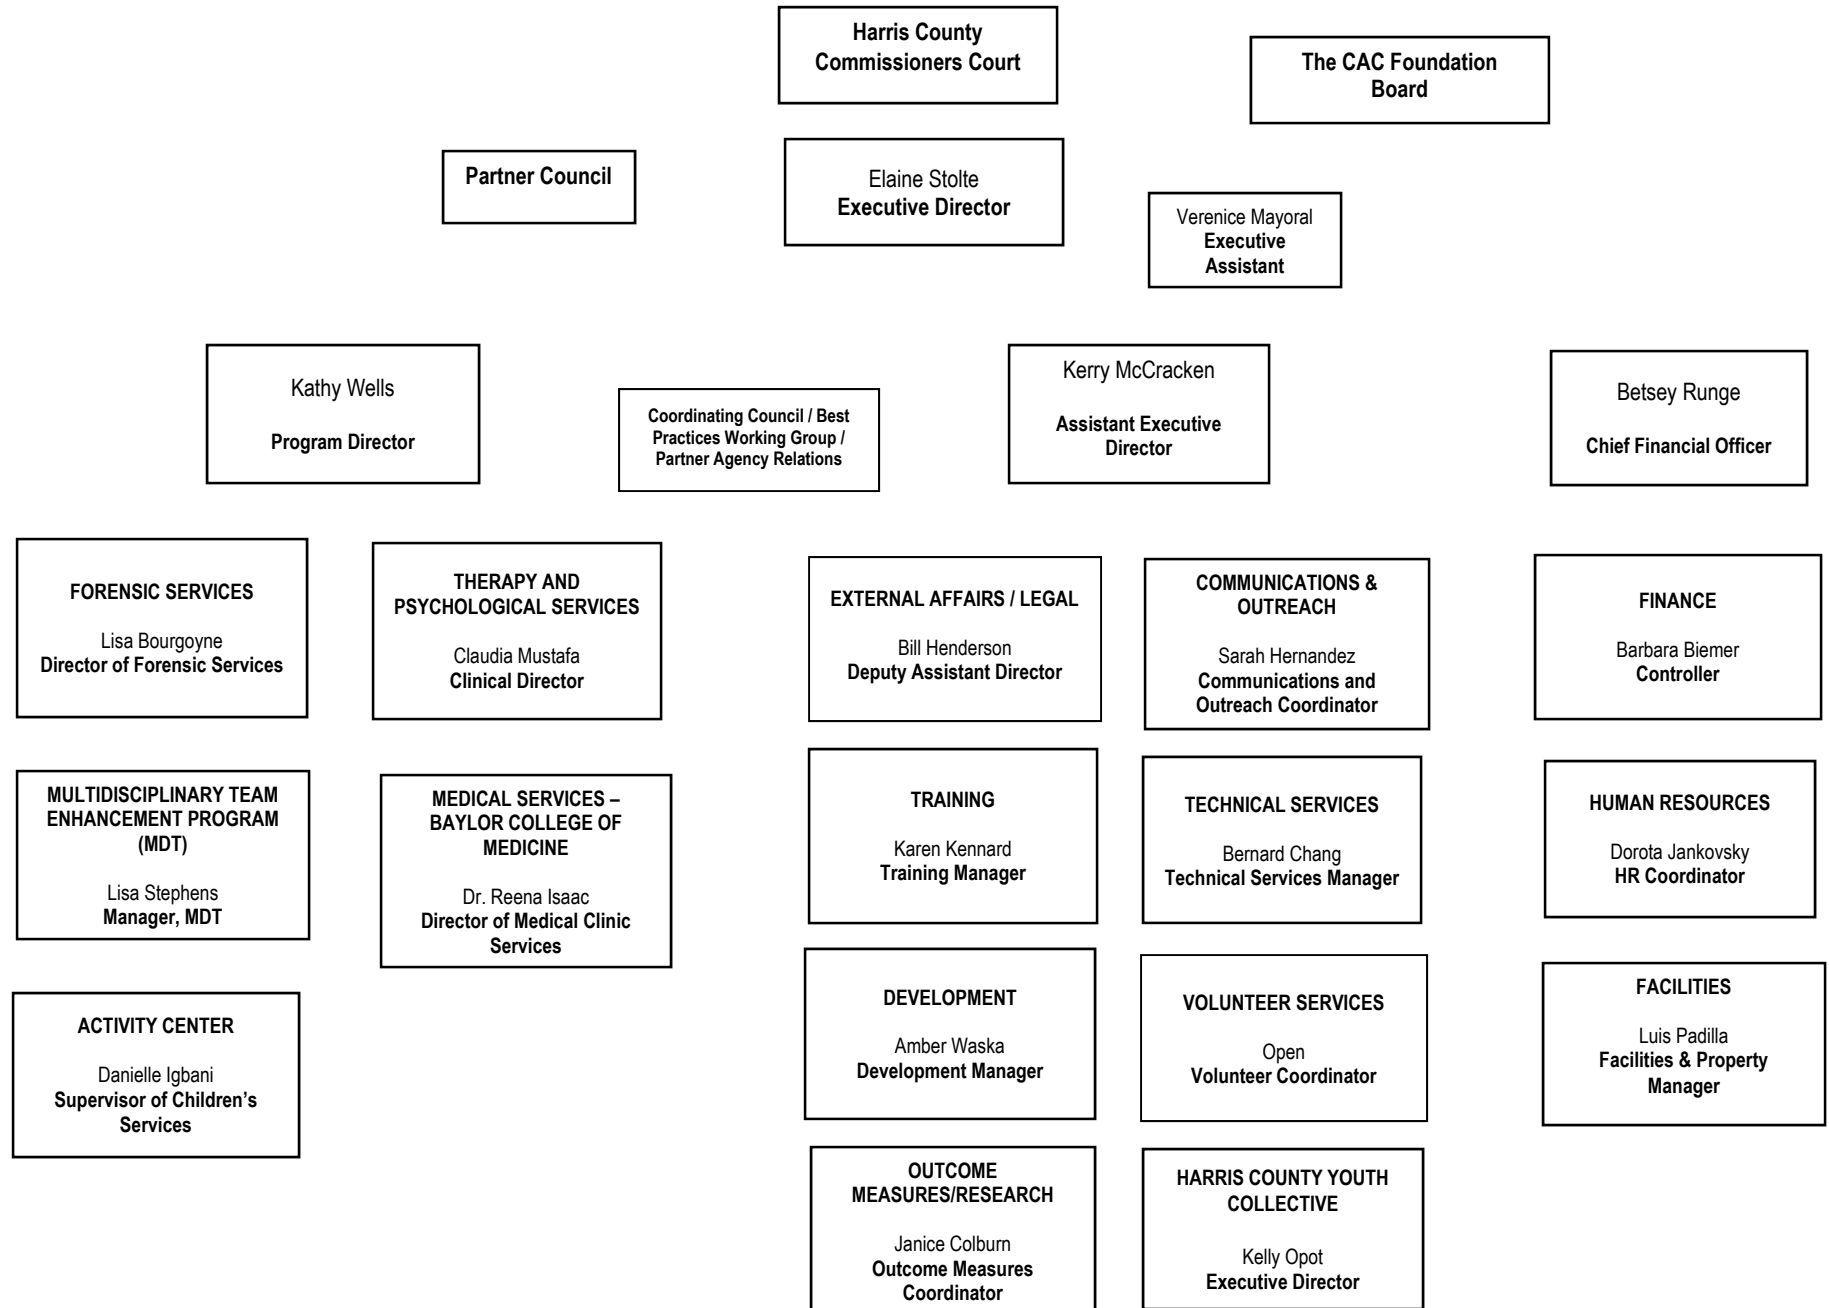 Harris County
Commissioners Court
The CAC Foundation
Board
Partner Council
Elaine Stolte
Executive Director
Verenice Mayoral
Executive
Assistant
Kathy Wells
Program Director
Coordinating Council / Best
Practices Working Group /
Partner Agency Relations
Kerry McCracken
Assistant Executive
Director
Betsey Runge
Chief Financial Officer
FORENSIC SERVICES
Lisa Bourgoyne
Director of Forensic Services
THERAPY AND
PSYCHOLOGICAL SERVICES
Claudia Mustafa
Clinical Director
EXTERNAL AFFAIRS / LEGAL
Bill Henderson
Deputy Assistant Director
COMMUNICATIONS &
OUTREACH
Sarah Hernandez
Communications and
Outreach Coordinator
FINANCE
Barbara Biemer
Controller
MULTIDISCIPLINARY TEAM
ENHANCEMENT PROGRAM
(MDT)
Lisa Stephens
Manager, MDT
MEDICAL SERVICES –
BAYLOR COLLEGE OF
MEDICINE
Dr. Reena Isaac
Director of Medical Clinic
Services
TRAINING
Karen Kennard
Training Manager
TECHNICAL SERVICES
Bernard Chang
Technical Services Manager
HUMAN RESOURCES
Dorota Jankovsky
HR Coordinator
ACTIVITY CENTER
Danielle Igbani
Supervisor of Children’s
Services
DEVELOPMENT
Amber Waska
Development Manager
VOLUNTEER SERVICES
Open
Volunteer Coordinator
FACILITIES
Luis Padilla
Facilities & Property
Manager
OUTCOME
MEASURES/RESEARCH
Janice Colburn
Outcome Measures
Coordinator
HARRIS COUNTY YOUTH
COLLECTIVE
Kelly Opot
Executive Director